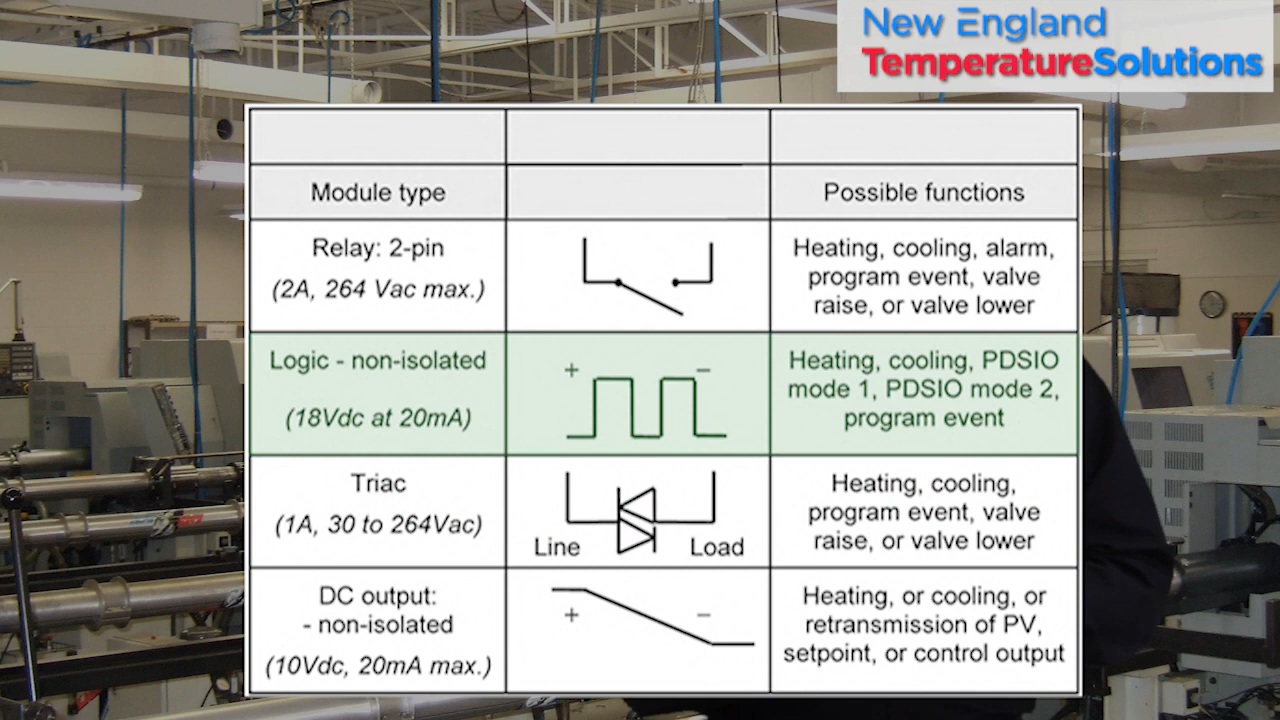 New England
TemperatureSolutions
Module type
Possible functions
Relay: 2-pin
(2A, 264 Vac max.)
Heating, cooling, alarm,
program event, valve
raise, or valve lower
Logic - non-isolated
(18Vdc at 20mA)
+
−
Heating, cooling, PDSIO
mode 1, PDSIO mode 2,
program event
Triac
(1A, 30 to 264Vac)
Line
Load
Heating, cooling,
program event, valve
raise, or valve lower
DC output:
- non-isolated
(10Vdc, 20mA max.)
+
−
Heating, or cooling, or
retransmission of PV,
setpoint, or control output